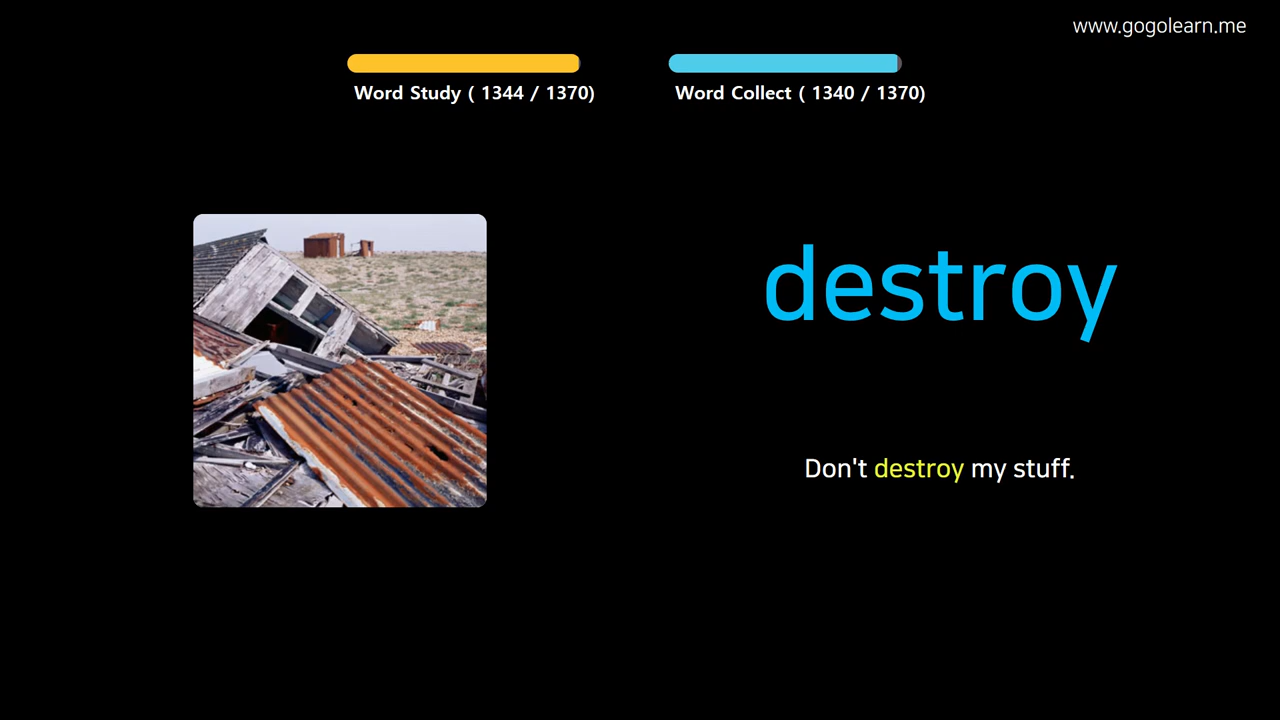 www.gogolearn.me
Word Study ( 1344 / 1370)
Word Collect ( 1340 / 1370)
destroy
Don't destroy my stuff.